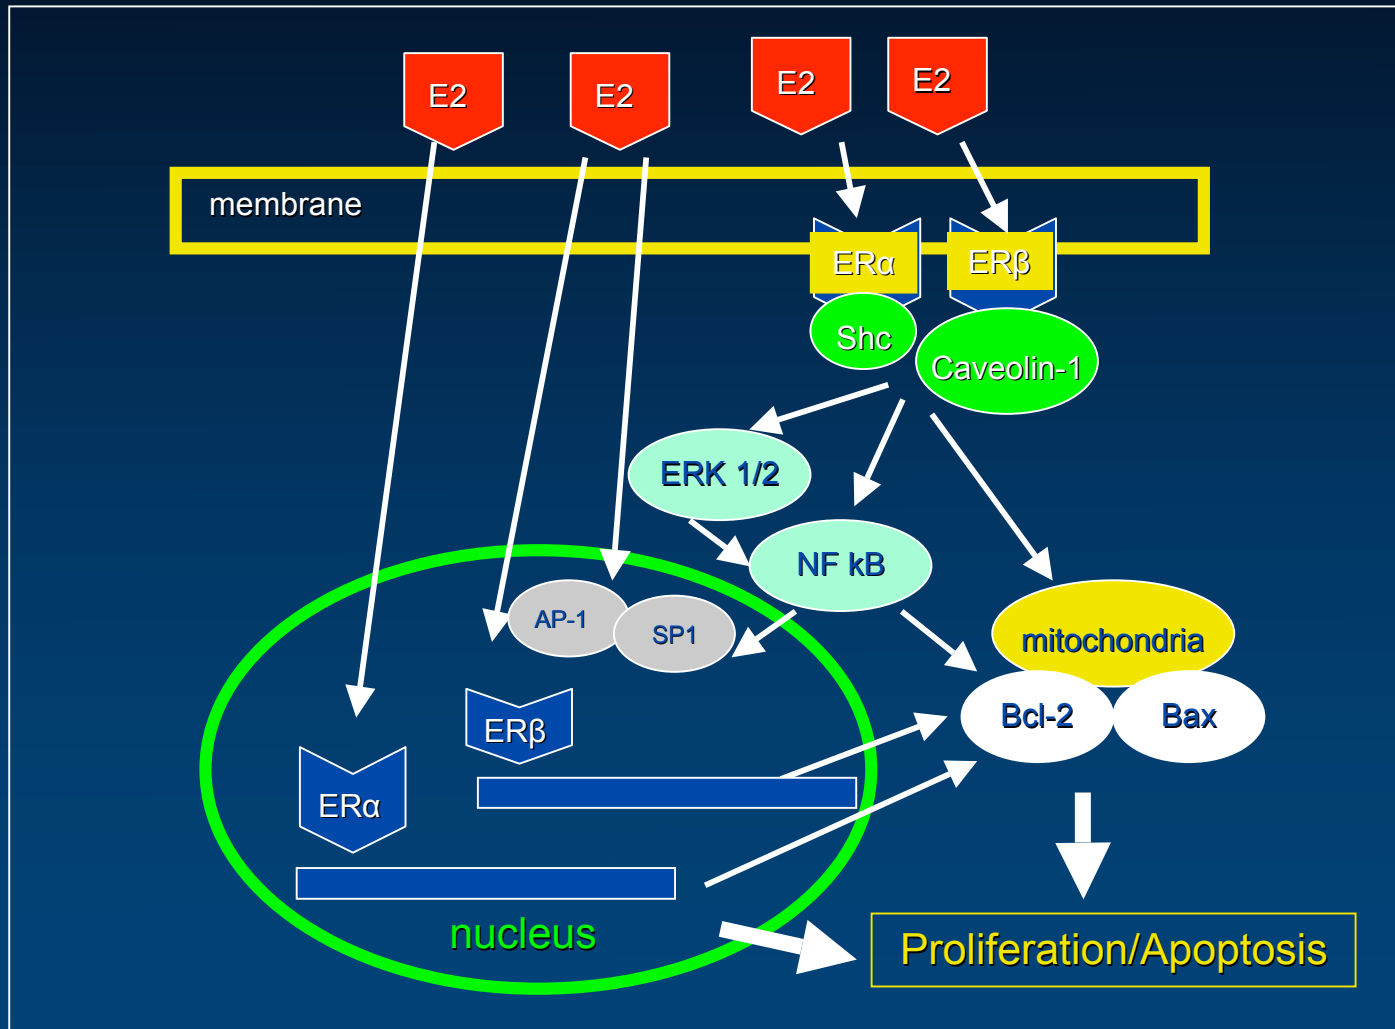 E2
E2
E2
E2
membrane
ERα
ERβ
Shc
Caveolin-1
ERK 1/2
NF kB
AP-1
SP1
mitochondria
Bcl-2
Bax
ERβ
ERα
nucleus
Proliferation/Apoptosis